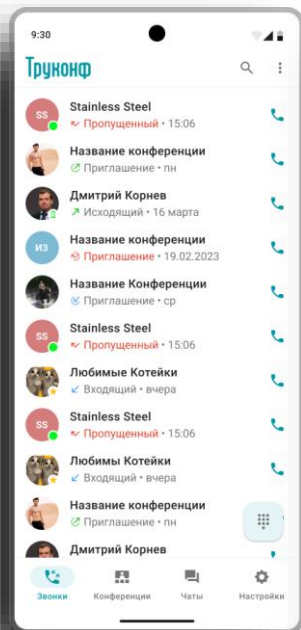 9:30
Труконф
SS
Stainless Steel
Пропущенный • 15:06
Название конференции
Приглашение • пн
Дмитрий Корнев
Исходящий • 16 марта
ИЗ
Название конференции
Приглашение • 19.02.2023
Название Конференции
Приглашение • ср
SS
Stainless Steel
Пропущенный • 15:06
Любимые Котейки
Входящий • вчера
SS
Stainless Steel
Пропущенный • 15:06
Любимы Котейки
Входящий • вчера
Название конференции
Приглашение • пн
Дмитрий Корнев
Звонки
Конференции
Чаты
Настройки